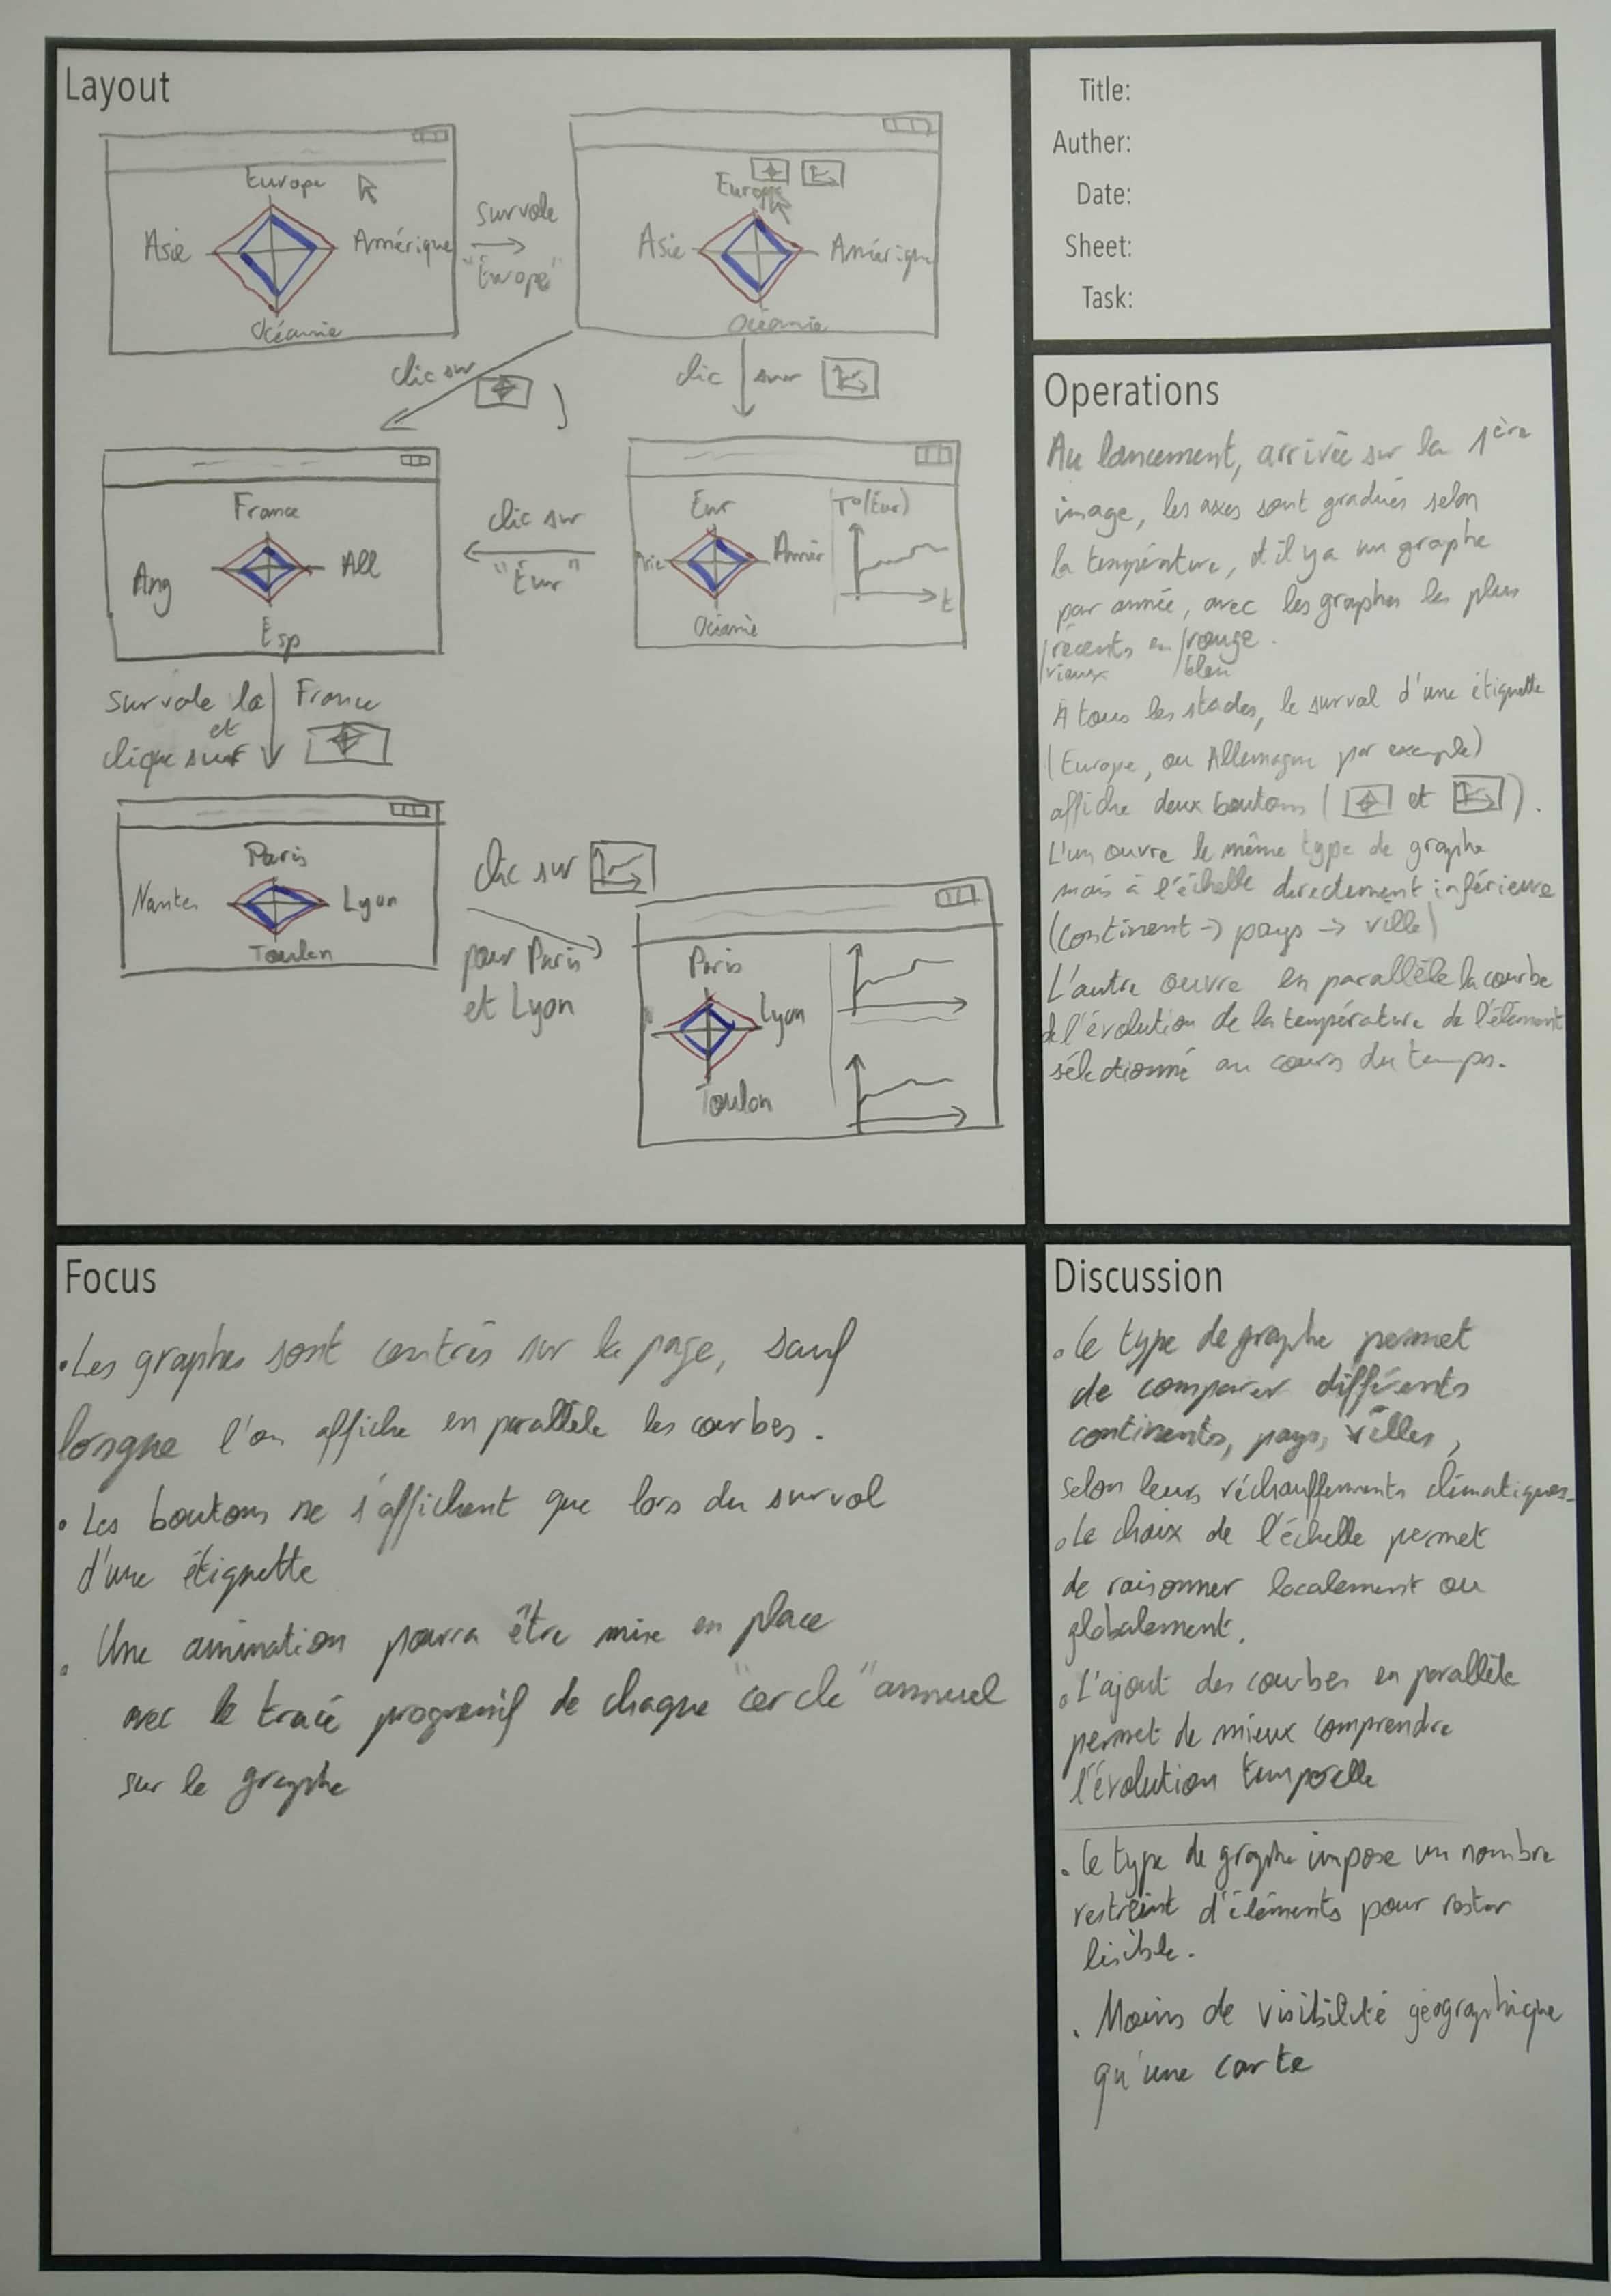 Layout
Europe
Asie
Amérique
Océanie
survole
"Europe"
Europe
Asie
Amérique
Océanie
clic sur
clic sur
France
Ang
All
Esp
clic sur
"Eur"
Eur
Asie
Amér
Océanie
T°(Eur)
t
survole la France
et
clique sur
Paris
Nantes
Lyon
Toulon
clic sur
pour Paris
et Lyon
Paris
Lyon
Toulon
Title:
Auther:
Date:
Sheet:
Task:
Operations
Au lancement, arrivée sur la 1ère
image, les axes sont gradués selon
la température, et il y a un graphe
par année, avec les graphes les plus
/récents en /rouge.
/vieux /bleu
À tous les stades, le survol d'une étiquette
(Europe, ou Allemagne par exemple)
affiche deux boutons ( et ).
L'un ouvre le même type de graphe
mais à l'échelle directement inférieure
(continent -> pays -> ville)
L'autre ouvre en parallèle la courbe
de l'évolution de la température de l'élément
sélectionné au cours du temps.
Focus
• Les graphes sont centrés sur la page, sauf
lorsque l'on affiche en parallèle les courbes.
• Les boutons ne s'affichent que lors du survol
d'une étiquette
• Une animation pourra être mise en place
avec le tracé progressif de chaque "cercle" annuel
sur le graphe
Discussion
• Ce type de graphe permet
de comparer différents
continents, pays, villes,
selon leurs réchauffements climatiques.
• Le choix de l'échelle permet
de raisonner localement ou
globalement.
• L'ajout des courbes en parallèle
permet de mieux comprendre
l'évolution temporelle
• Ce type de graphe impose un nombre
restreint d'éléments pour rester
lisible.
• Moins de visibilité géographique
qu'une carte